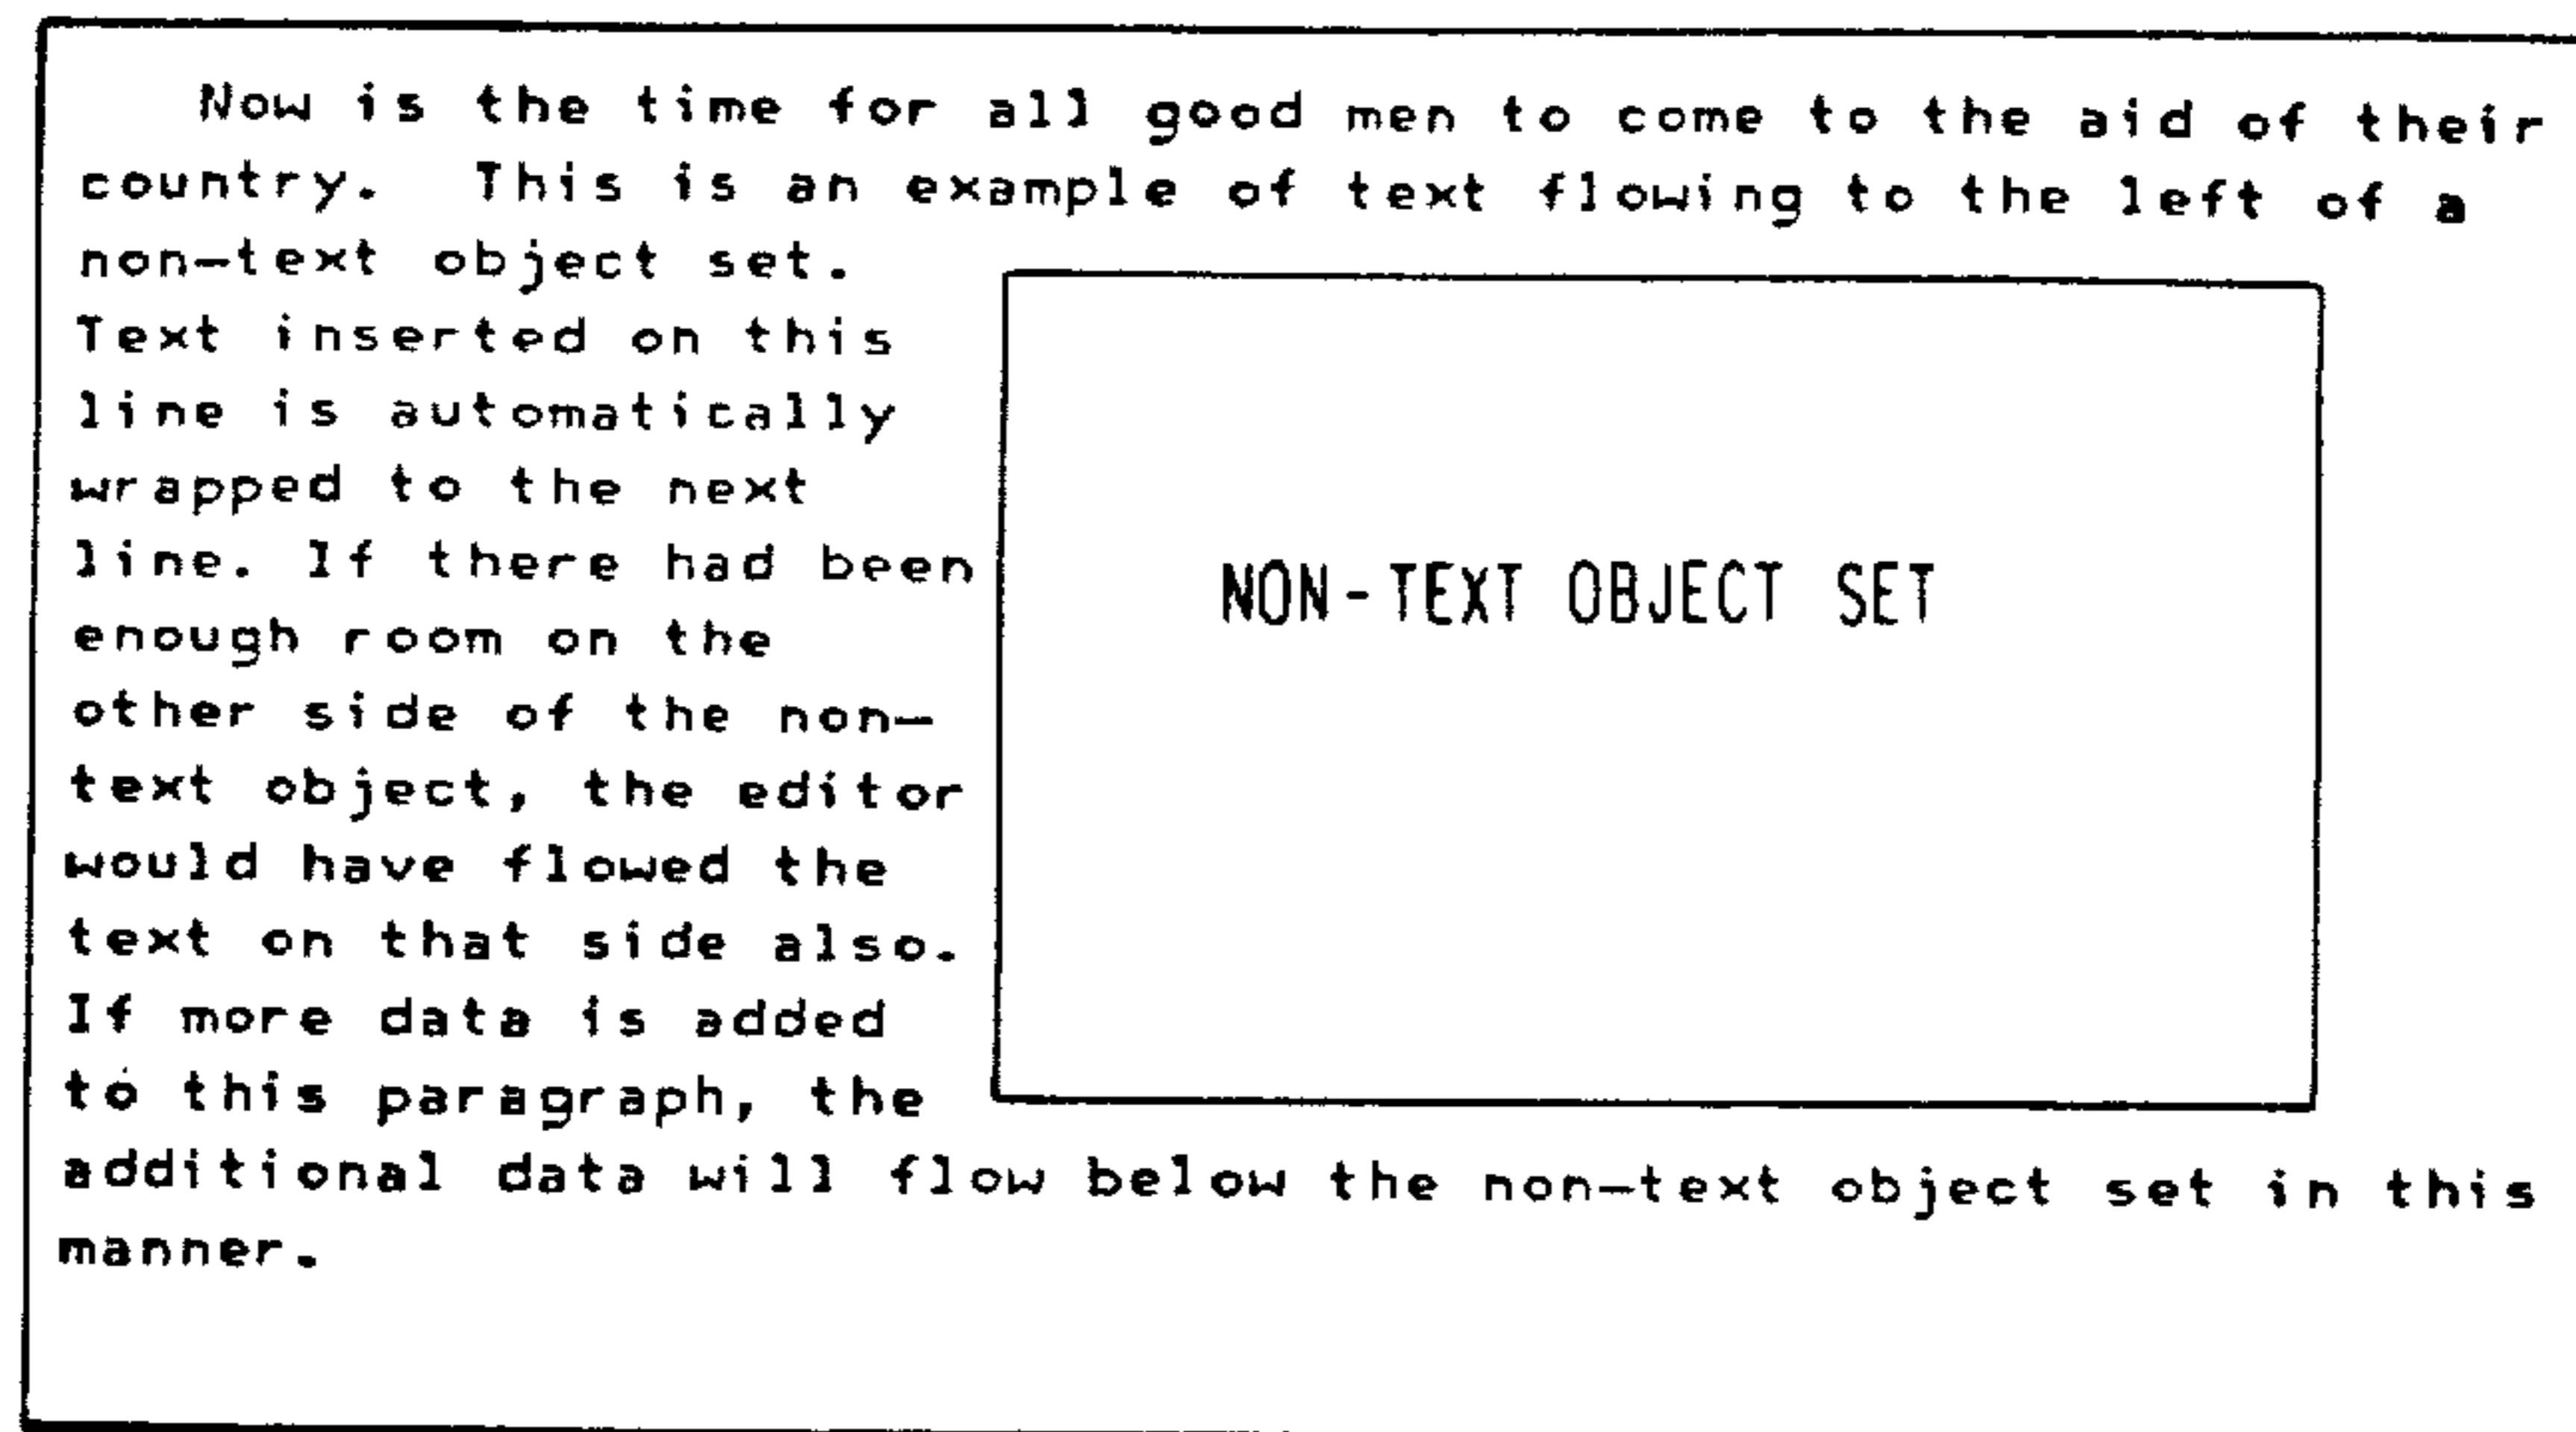 Now is the time for all good men to come to the aid of their
country.  This is an example of text flowing to the left of a
non-text object set.
Text inserted on this
line is automatically
wrapped to the next
line. If there had been
enough room on the
other side of the non-
text object, the editor
would have flowed the
text on that side also.
If more data is added
to this paragraph, the
additional data will flow below the non-text object set in this
manner.
NON-TEXT OBJECT SET